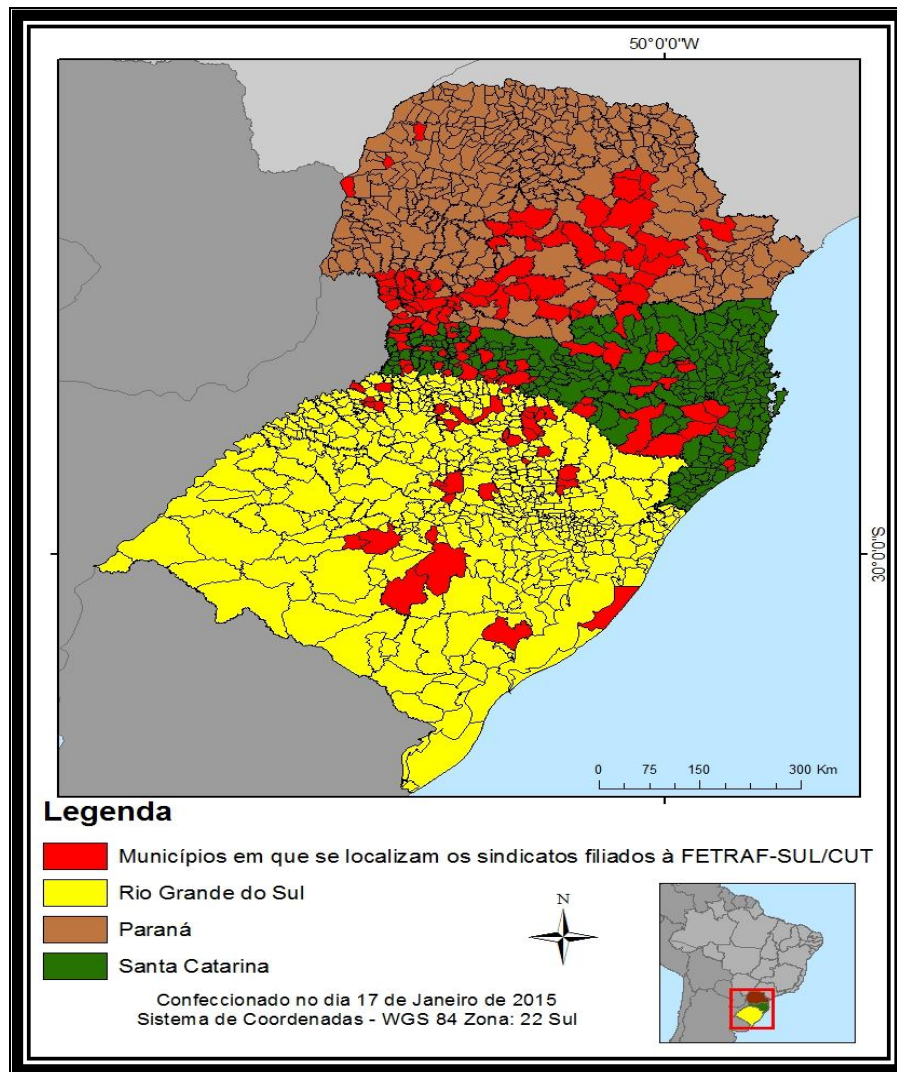 50°0'0"W
30°0'0"S
0 75 150 300 Km
Legenda
Municípios em que se localizam os sindicatos filiados à FETRAF-SUL/CUT
Rio Grande do Sul
Paraná
Santa Catarina
N
Confeccionado no dia 17 de Janeiro de 2015
Sistema de Coordenadas - WGS 84 Zona: 22 Sul